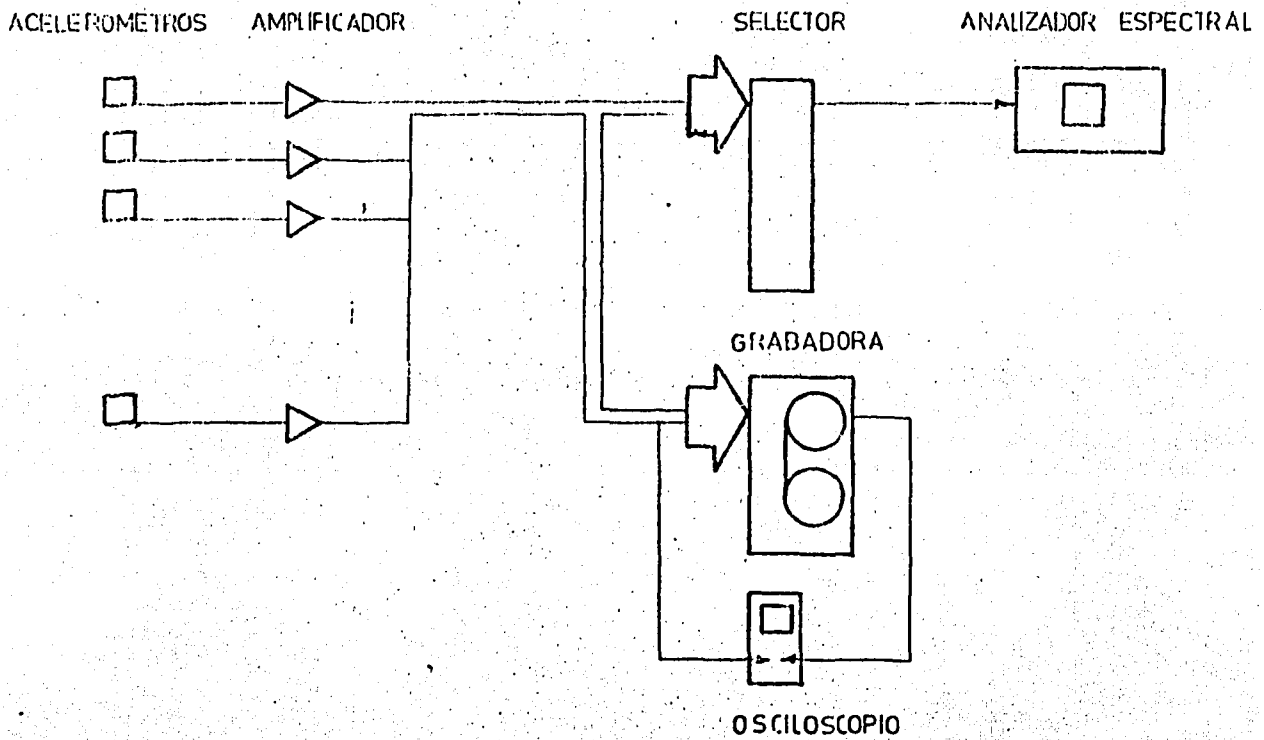 ACELEROMETROS AMPLIFICADOR SELECTOR ANALIZADOR ESPECTRAL
GRABADORA
OSCILOSCOPIO